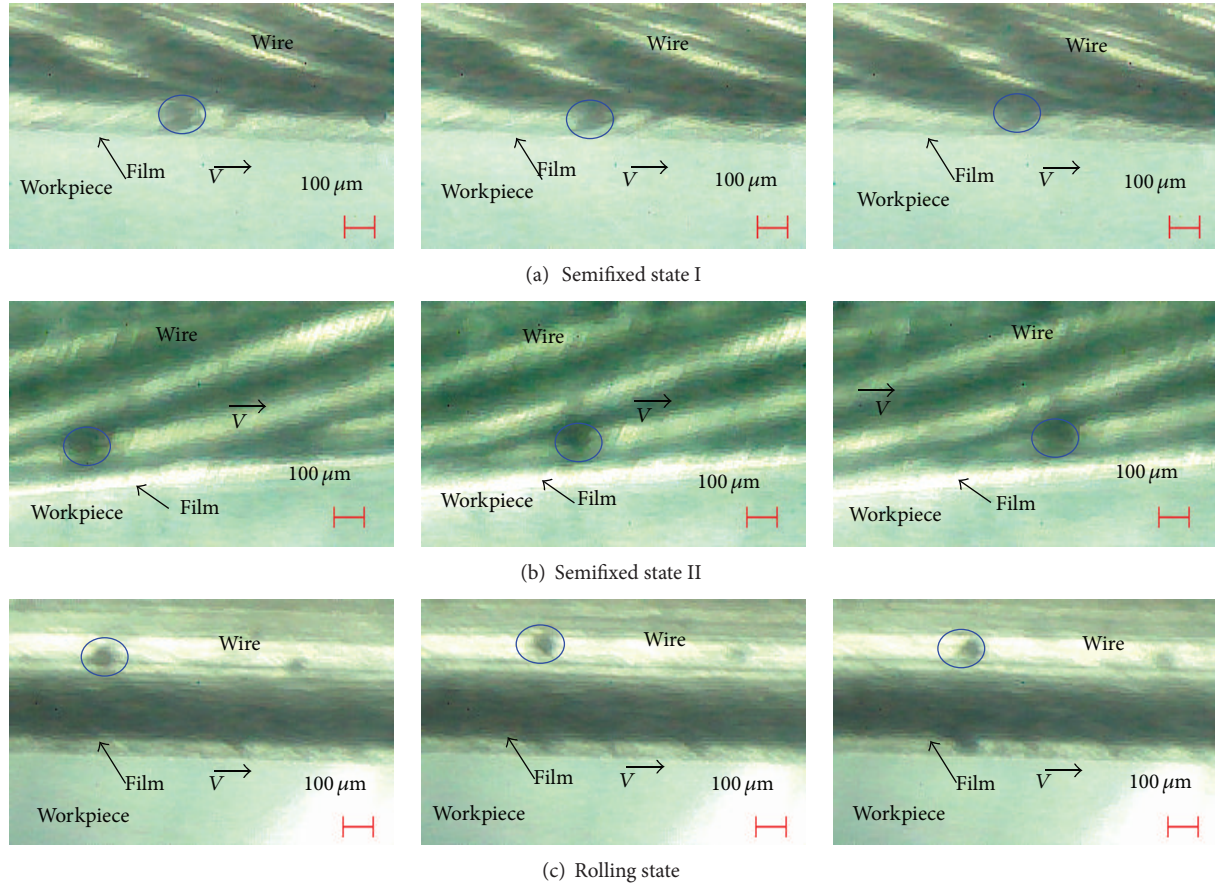 Wire
Film
V
100 μm
Workpiece
Wire
Film
V
100 μm
Workpiece
Wire
Film
V
100 μm
Workpiece
(a) Semifixed state I
Wire
V
100 μm
Film
Workpiece
Wire
V
100 μm
Film
Workpiece
Wire
V
100 μm
Film
Workpiece
(b) Semifixed state II
Wire
Film
V
100 μm
Workpiece
Wire
Film
V
100 μm
Workpiece
Wire
Film
V
100 μm
Workpiece
(c) Rolling state